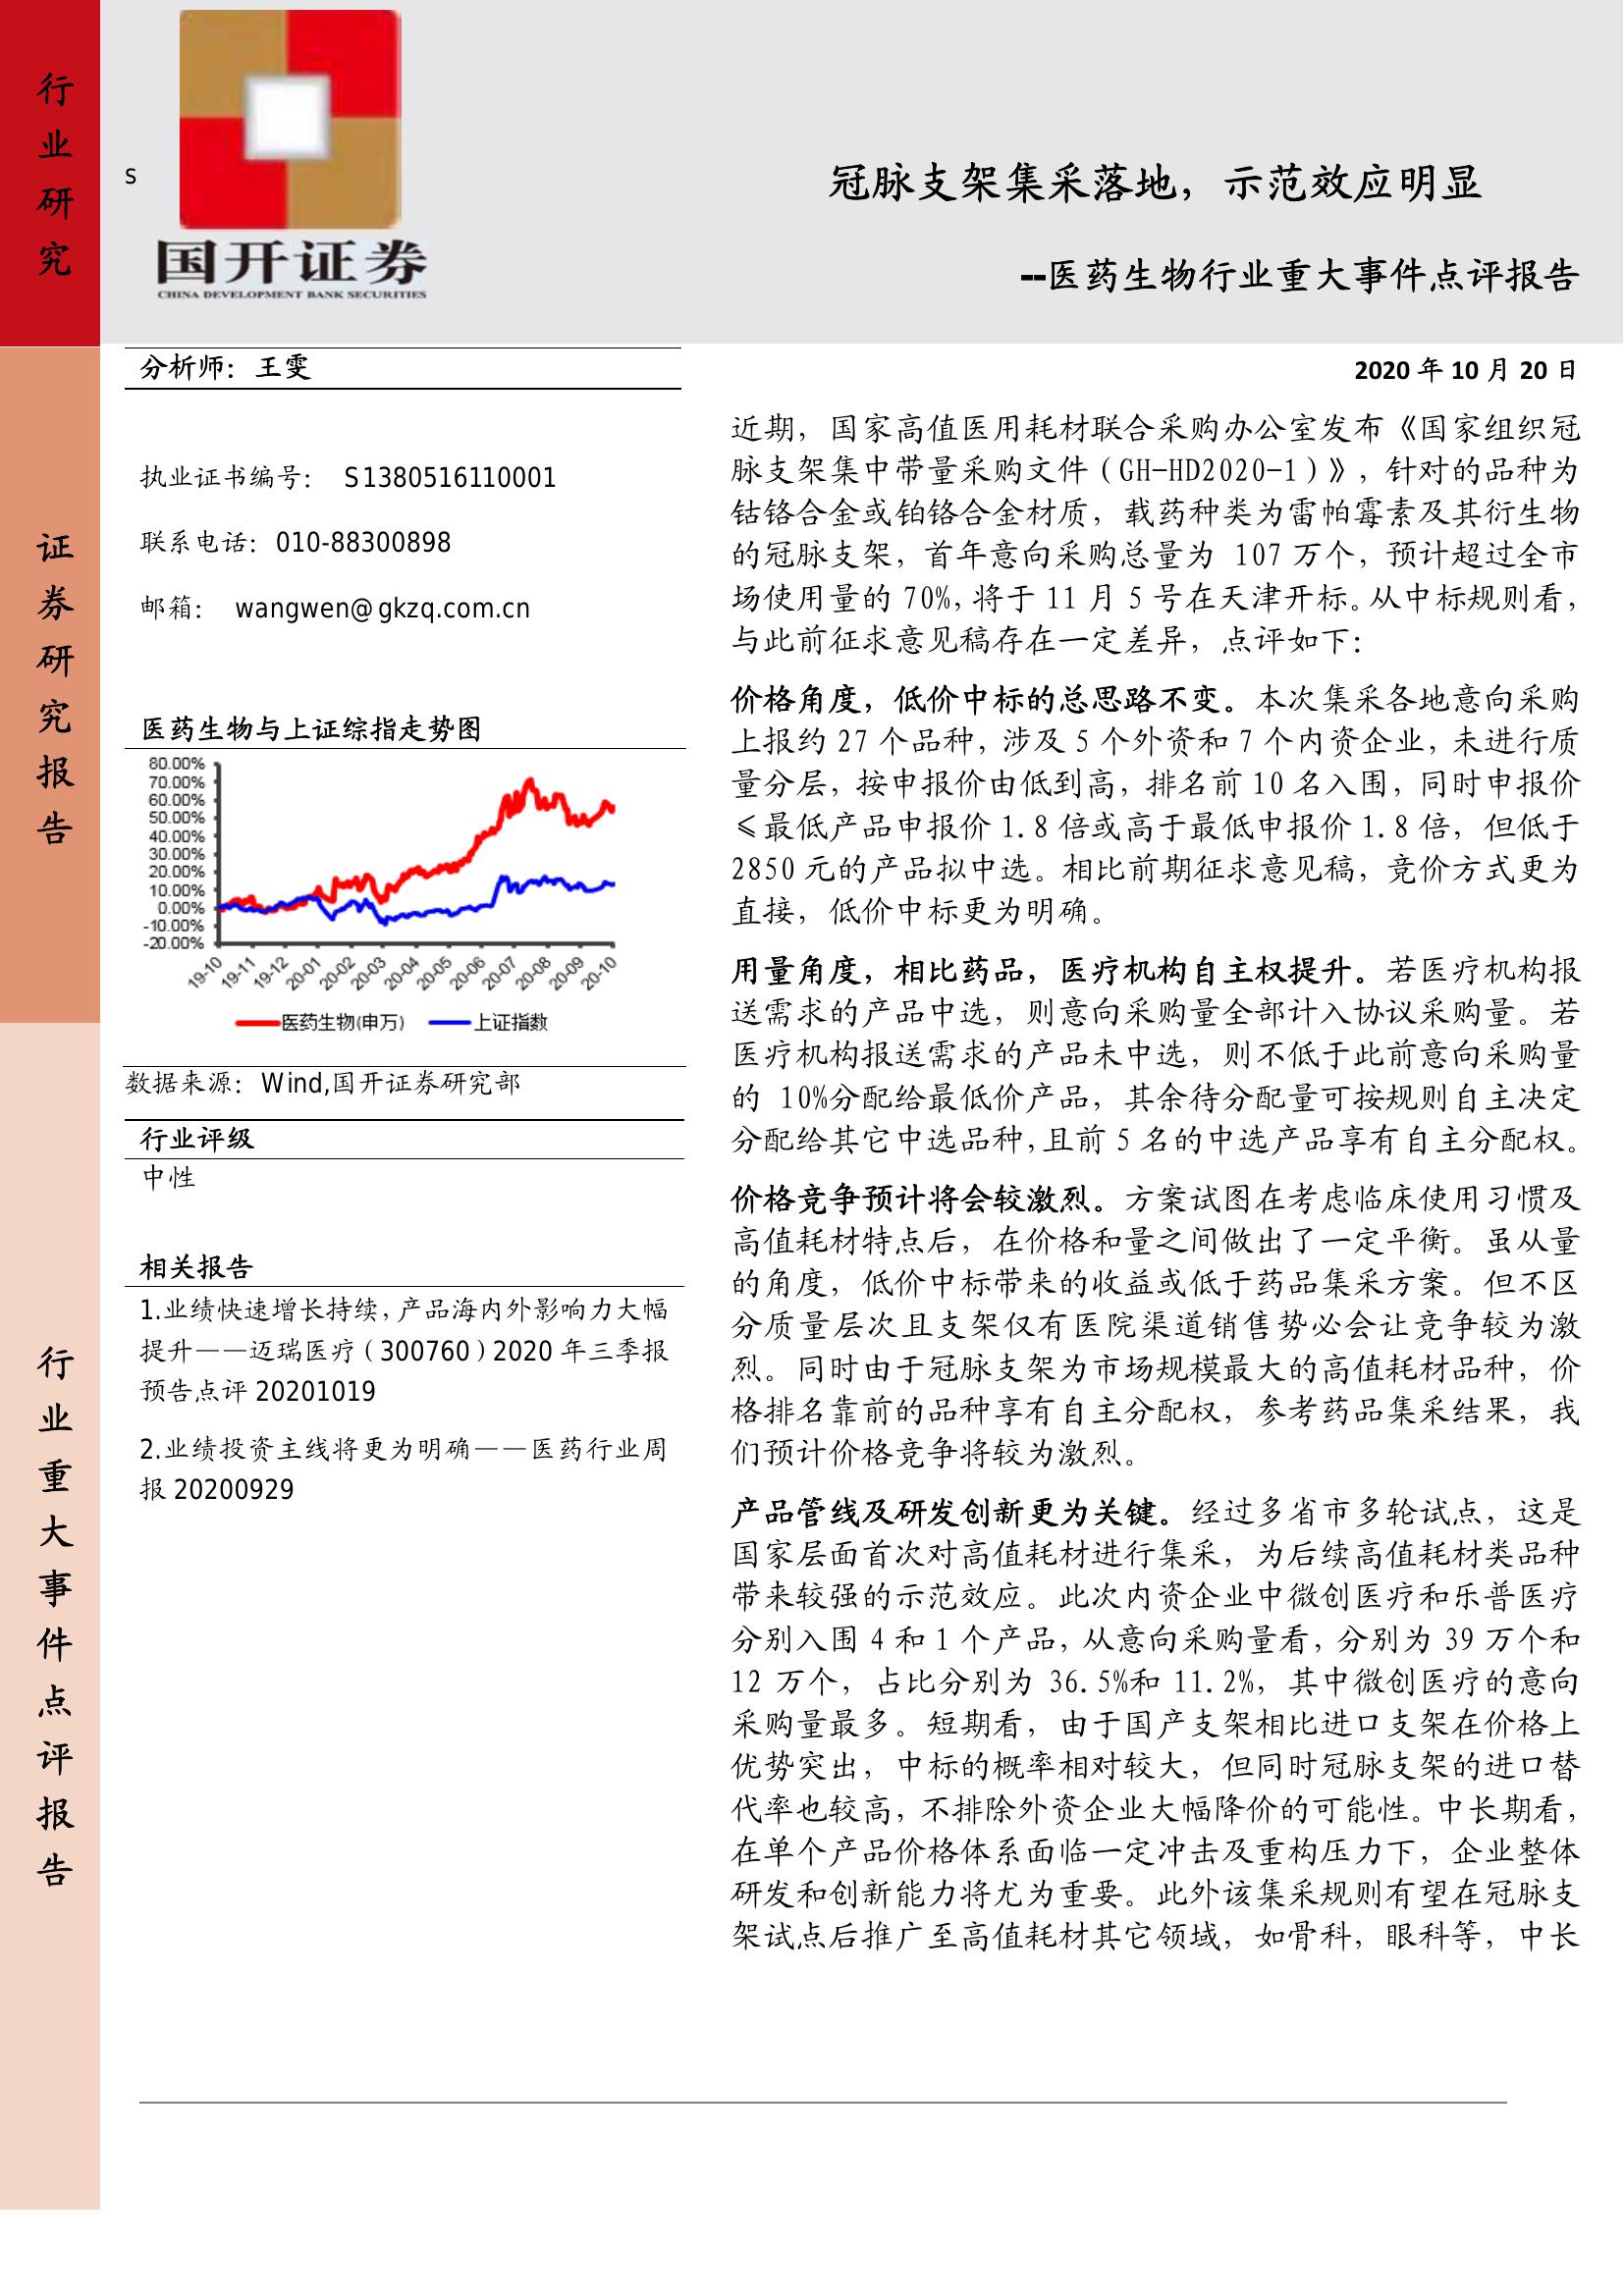 行业研究
证券研究报告
行业重大事件点评报告
s
国开证券
CHINA DEVELOPMENT BANK SECURITIES
冠脉支架集采落地，示范效应明显
--医药生物行业重大事件点评报告
分析师：王雯
执业证书编号： S1380516110001
联系电话：010-88300898
邮箱： wangwen@gkzq.com.cn
医药生物与上证综指走势图
80.00%
70.00%
60.00%
50.00%
40.00%
30.00%
20.00%
10.00%
0.00%
-10.00%
-20.00%
19-10
19-11
19-12
20-01
20-02
20-03
20-04
20-05
20-06
20-07
20-08
20-09
20-10
医药生物(申万) 上证指数
数据来源：Wind,国开证券研究部
行业评级
中性
相关报告
1.业绩快速增长持续，产品海内外影响力大幅
提升——迈瑞医疗（300760）2020 年三季报
预告点评 20201019
2.业绩投资主线将更为明确——医药行业周
报 20200929
2020 年 10 月 20 日
近期，国家高值医用耗材联合采购办公室发布《国家组织冠
脉支架集中带量采购文件（GH-HD2020-1）》，针对的品种为
钴铬合金或铂铬合金材质，载药种类为雷帕霉素及其衍生物
的冠脉支架，首年意向采购总量为 107 万个，预计超过全市
场使用量的 70%，将于 11 月 5 号在天津开标。从中标规则看，
与此前征求意见稿存在一定差异，点评如下：
价格角度，低价中标的总思路不变。本次集采各地意向采购
上报约 27 个品种，涉及 5 个外资和 7 个内资企业，未进行质
量分层，按申报价由低到高，排名前 10 名入围，同时申报价
≤最低产品申报价 1.8 倍或高于最低申报价 1.8 倍，但低于
2850 元的产品拟中选。相比前期征求意见稿，竞价方式更为
直接，低价中标更为明确。
用量角度，相比药品，医疗机构自主权提升。若医疗机构报
送需求的产品中选，则意向采购量全部计入协议采购量。若
医疗机构报送需求的产品未中选，则不低于此前意向采购量
的 10%分配给最低价产品，其余待分配量可按规则自主决定
分配给其它中选品种，且前 5 名的中选产品享有自主分配权。
价格竞争预计将会较激烈。方案试图在考虑临床使用习惯及
高值耗材特点后，在价格和量之间做出了一定平衡。虽从量
的角度，低价中标带来的收益或低于药品集采方案。但不区
分质量层次且支架仅有医院渠道销售势必会让竞争较为激
烈。同时由于冠脉支架为市场规模最大的高值耗材品种，价
格排名靠前的品种享有自主分配权，参考药品集采结果，我
们预计价格竞争将较为激烈。
产品管线及研发创新更为关键。经过多省市多轮试点，这是
国家层面首次对高值耗材进行集采，为后续高值耗材类品种
带来较强的示范效应。此次内资企业中微创医疗和乐普医疗
分别入围 4 和 1 个产品，从意向采购量看，分别为 39 万个和
12 万个，占比分别为 36.5%和 11.2%，其中微创医疗的意向
采购量最多。短期看，由于国产支架相比进口支架在价格上
优势突出，中标的概率相对较大，但同时冠脉支架的进口替
代率也较高，不排除外资企业大幅降价的可能性。中长期看，
在单个产品价格体系面临一定冲击及重构压力下，企业整体
研发和创新能力将尤为重要。此外该集采规则有望在冠脉支
架试点后推广至高值耗材其它领域，如骨科，眼科等，中长